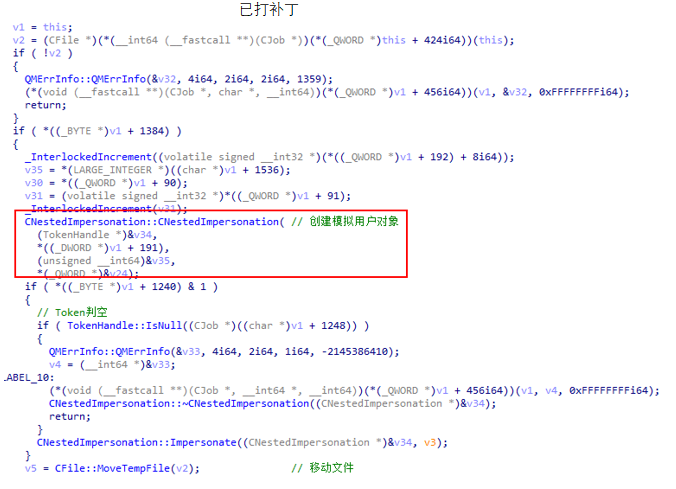 已打补丁
v1 = this;
v2 = (CFile *)(*(__int64 (__fastcall **)(CJob *))(*(_QWORD *)this + 424i64))(this);
if ( !v2 )
{
QMErrInfo::QMErrInfo(&v32, 4i64, 2i64, 2i64, 1359);
(*(void (__fastcall **)(CJob *, char *, __int64))(*(_QWORD *)v1 + 456i64))(v1, &v32, 0xFFFFFFFFi64);
return;
}
if ( *((_BYTE *)v1 + 1384) )
{
_InterlockedIncrement((volatile signed __int32 *)(*((_QWORD *)v1 + 192) + 8i64));
v35 = *(LARGE_INTEGER *)((char *)v1 + 1536);
v30 = *((_QWORD *)v1 + 90);
v31 = (volatile signed __int32 *)*((_QWORD *)v1 + 91);
_InterlockedIncrement(v31);
CNestedImpersonation::CNestedImpersonation( // 创建模拟用户对象
(TokenHandle *)&v34,
*((_DWORD *)v1 + 191),
(unsigned __int64)&v35,
*(_QWORD *)&v24);
if ( *((_BYTE *)v1 + 1240) & 1 )
{
// Token判空
if ( TokenHandle::IsNull((CJob *)((char *)v1 + 1248)) )
{
QMErrInfo::QMErrInfo(&v33, 4i64, 2i64, 1i64, -2145386410);
v4 = (__int64 *)&v33;
LABEL_10:
(*(void (__fastcall **)(CJob *, __int64 *, __int64))(*(_QWORD *)v1 + 456i64))(v1, v4, 0xFFFFFFFFi64);
CNestedImpersonation::~CNestedImpersonation((CNestedImpersonation *)&v34);
return;
}
CNestedImpersonation::Impersonate((CNestedImpersonation *)&v34, v3);
}
v5 = CFile::MoveTempFile(v2); // 移动文件